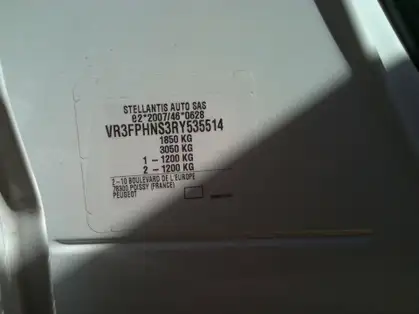 STELLANTIS AUTO SAS
e2*2007/46*0628
VR3FPHNS3RY535514
1850 KG
3050 KG
1 - 1200 KG
2 - 1200 KG
2-10 BOULEVARD DE L'EUROPE
78300 POISSY (FRANCE)
PEUGEOT